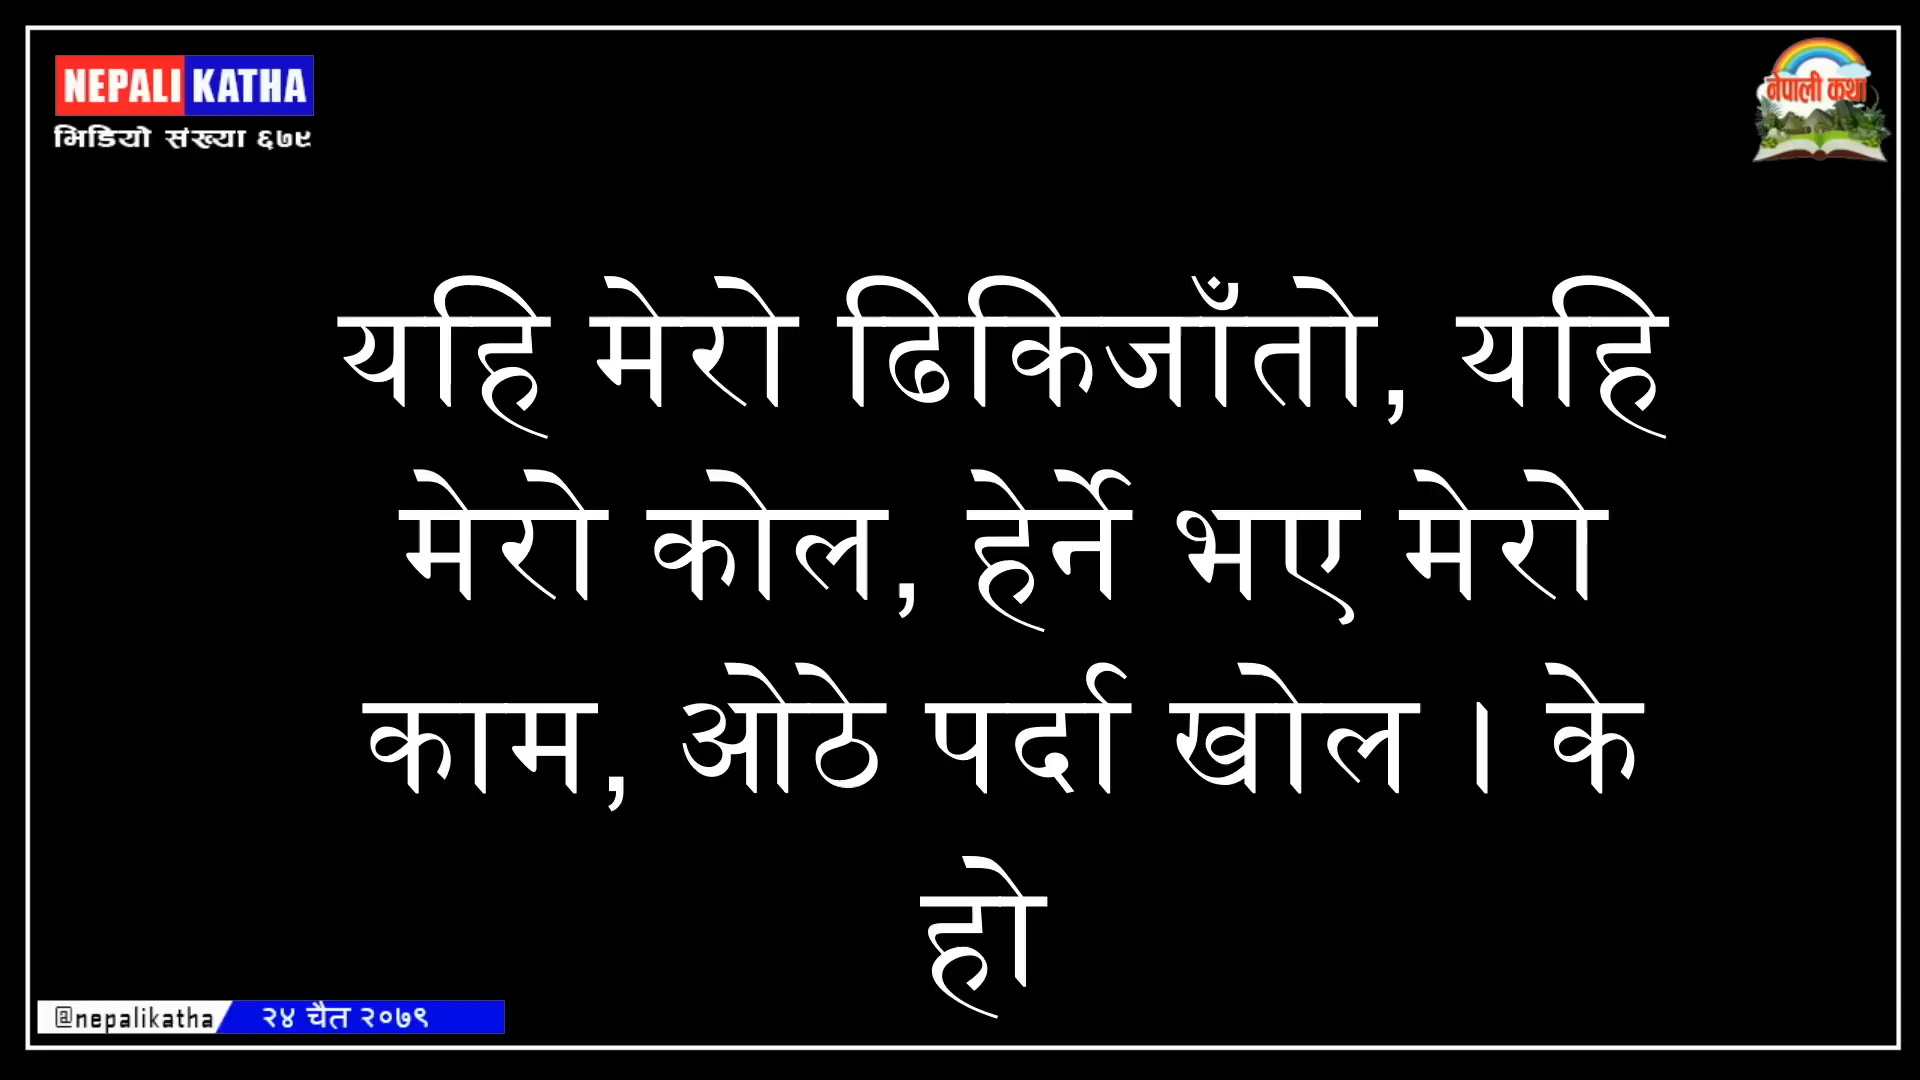 NEPALI KATHA
भिडियो संख्या ६७९
नेपाली कथा
यहि मेरो ढिकिजाँतो, यहि
मेरो कोल, हेर्ने भए मेरो
काम, ओठे पर्दा खोल । के
हो
@nepalikatha २४ चैत २०७९